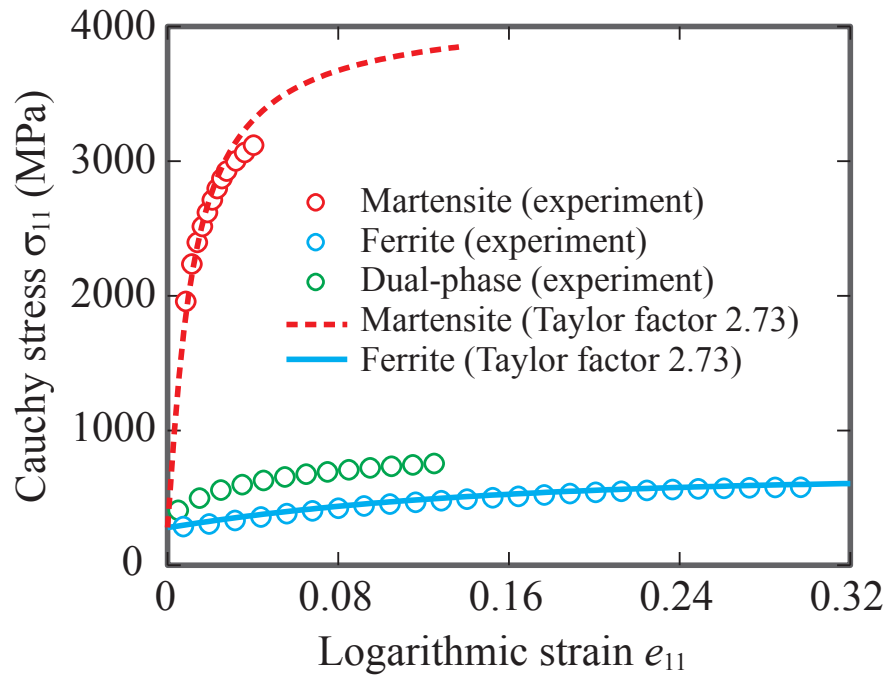 4000
3000
2000
1000
0
Cauchy stress σ₁₁ (MPa)
Martensite (experiment)
Ferrite (experiment)
Dual-phase (experiment)
Martensite (Taylor factor 2.73)
Ferrite (Taylor factor 2.73)
0 0.08 0.16 0.24 0.32
Logarithmic strain e₁₁